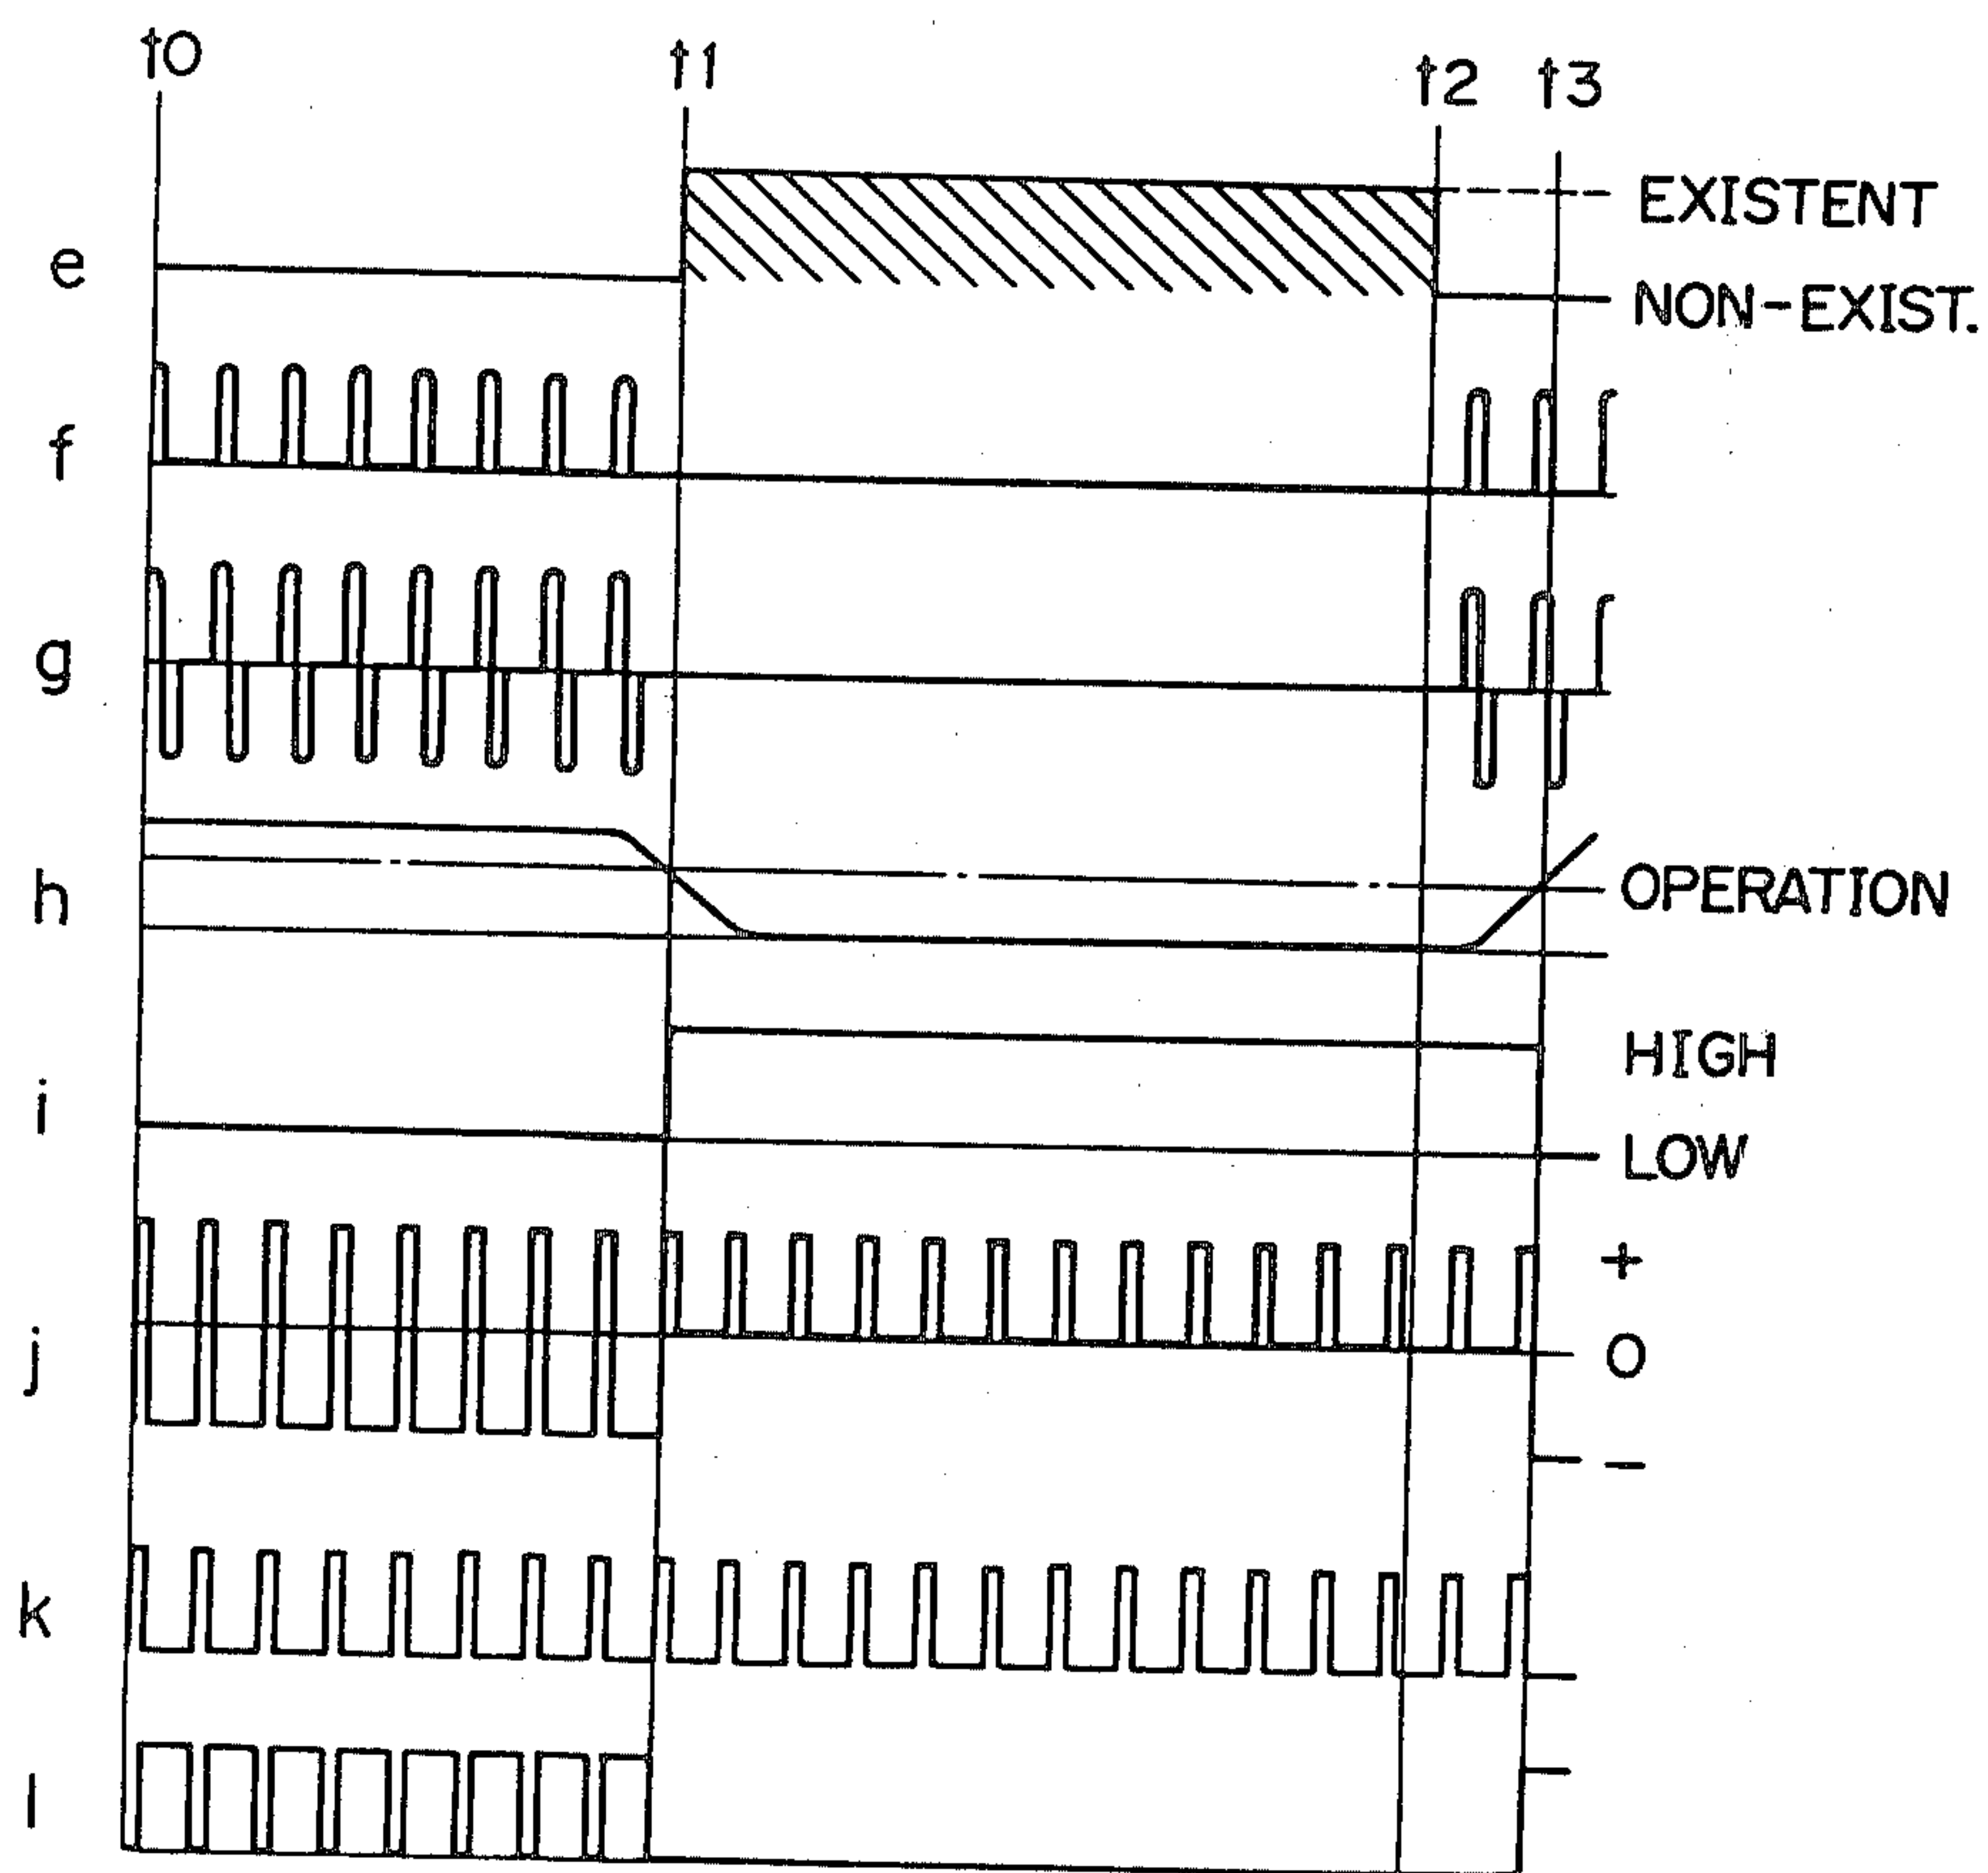 t0 t1 t2 t3
EXISTENT
e
NON-EXIST.
f
g
h OPERATION
HIGH
i
LOW
+
j O
-
k
l